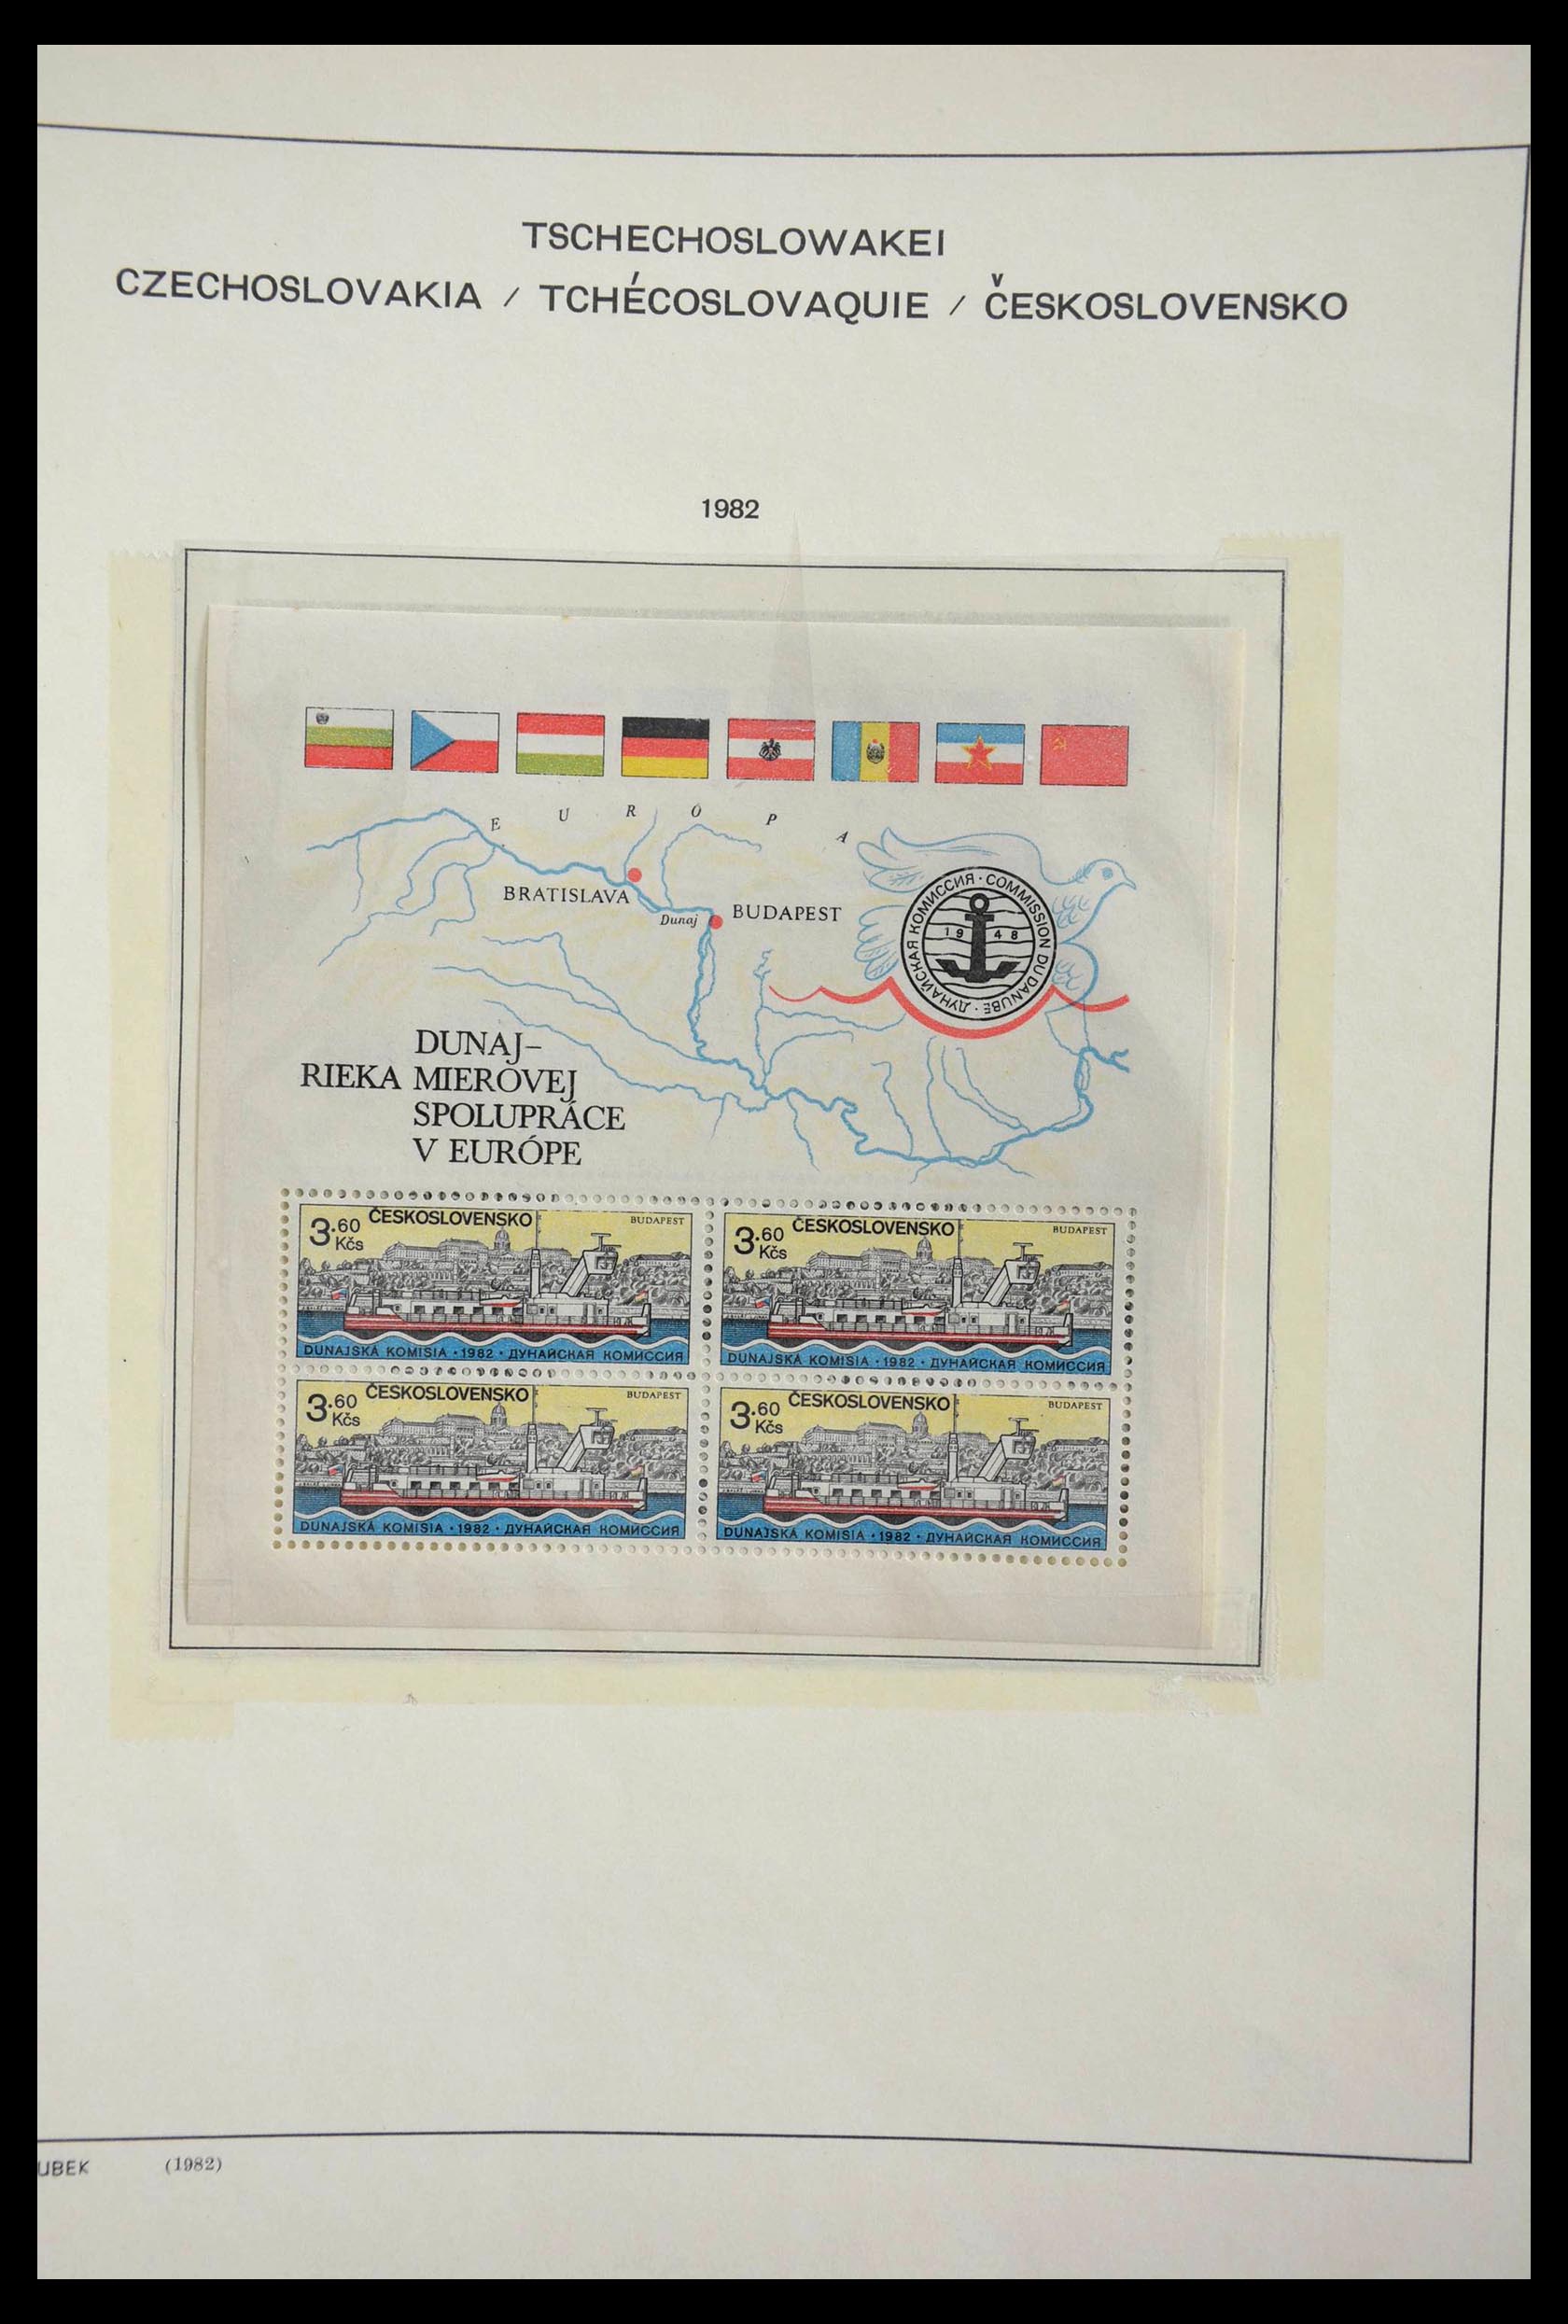 TSCHECHOSLOWAKEI
CZECHOSLOVAKIA / TCHÉCOSLOVAQUIE / ČESKOSLOVENSKO
1982
E U R Ó P A
BRATISLAVA
Dunaj
BUDAPEST
ДУНАЙСКАЯ КОМИССИЯ · COMMISSION DU DANUBE ·
1948
DUNAJ–
RIEKA MIEROVEJ
SPOLUPRÁCE
V EURÓPE
3.60 Kčs ČESKOSLOVENSKO BUDAPEST
DUNAJSKÁ KOMISIA · 1982 · ДУНАЙСКАЯ КОМИССИЯ
3.60 Kčs ČESKOSLOVENSKO BUDAPEST
DUNAJSKÁ KOMISIA · 1982 · ДУНАЙСКАЯ КОМИССИЯ
3.60 Kčs ČESKOSLOVENSKO BUDAPEST
DUNAJSKÁ KOMISIA · 1982 · ДУНАЙСКАЯ КОМИССИЯ
3.60 Kčs ČESKOSLOVENSKO BUDAPEST
DUNAJSKÁ KOMISIA · 1982 · ДУНАЙСКАЯ КОМИССИЯ
UBEK (1982)